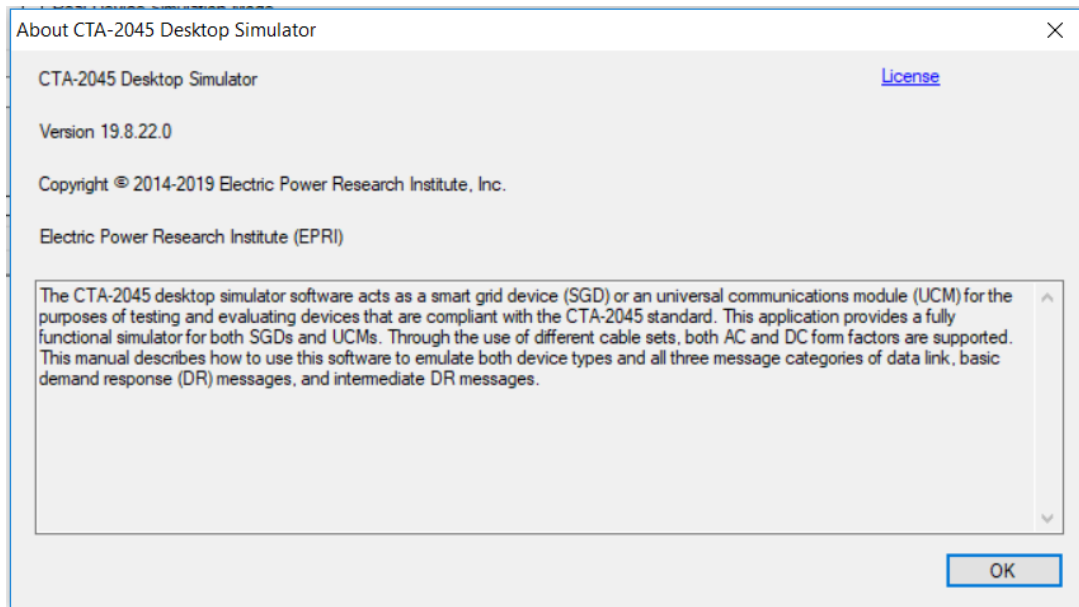 About CTA-2045 Desktop Simulator
CTA-2045 Desktop Simulator
License
Version 19.8.22.0
Copyright © 2014-2019 Electric Power Research Institute, Inc.
Electric Power Research Institute (EPRI)
The CTA-2045 desktop simulator software acts as a smart grid device (SGD) or an universal communications module (UCM) for the
purposes of testing and evaluating devices that are compliant with the CTA-2045 standard. This application provides a fully
functional simulator for both SGDs and UCMs. Through the use of different cable sets, both AC and DC form factors are supported.
This manual describes how to use this software to emulate both device types and all three message categories of data link, basic
demand response (DR) messages, and intermediate DR messages.
OK